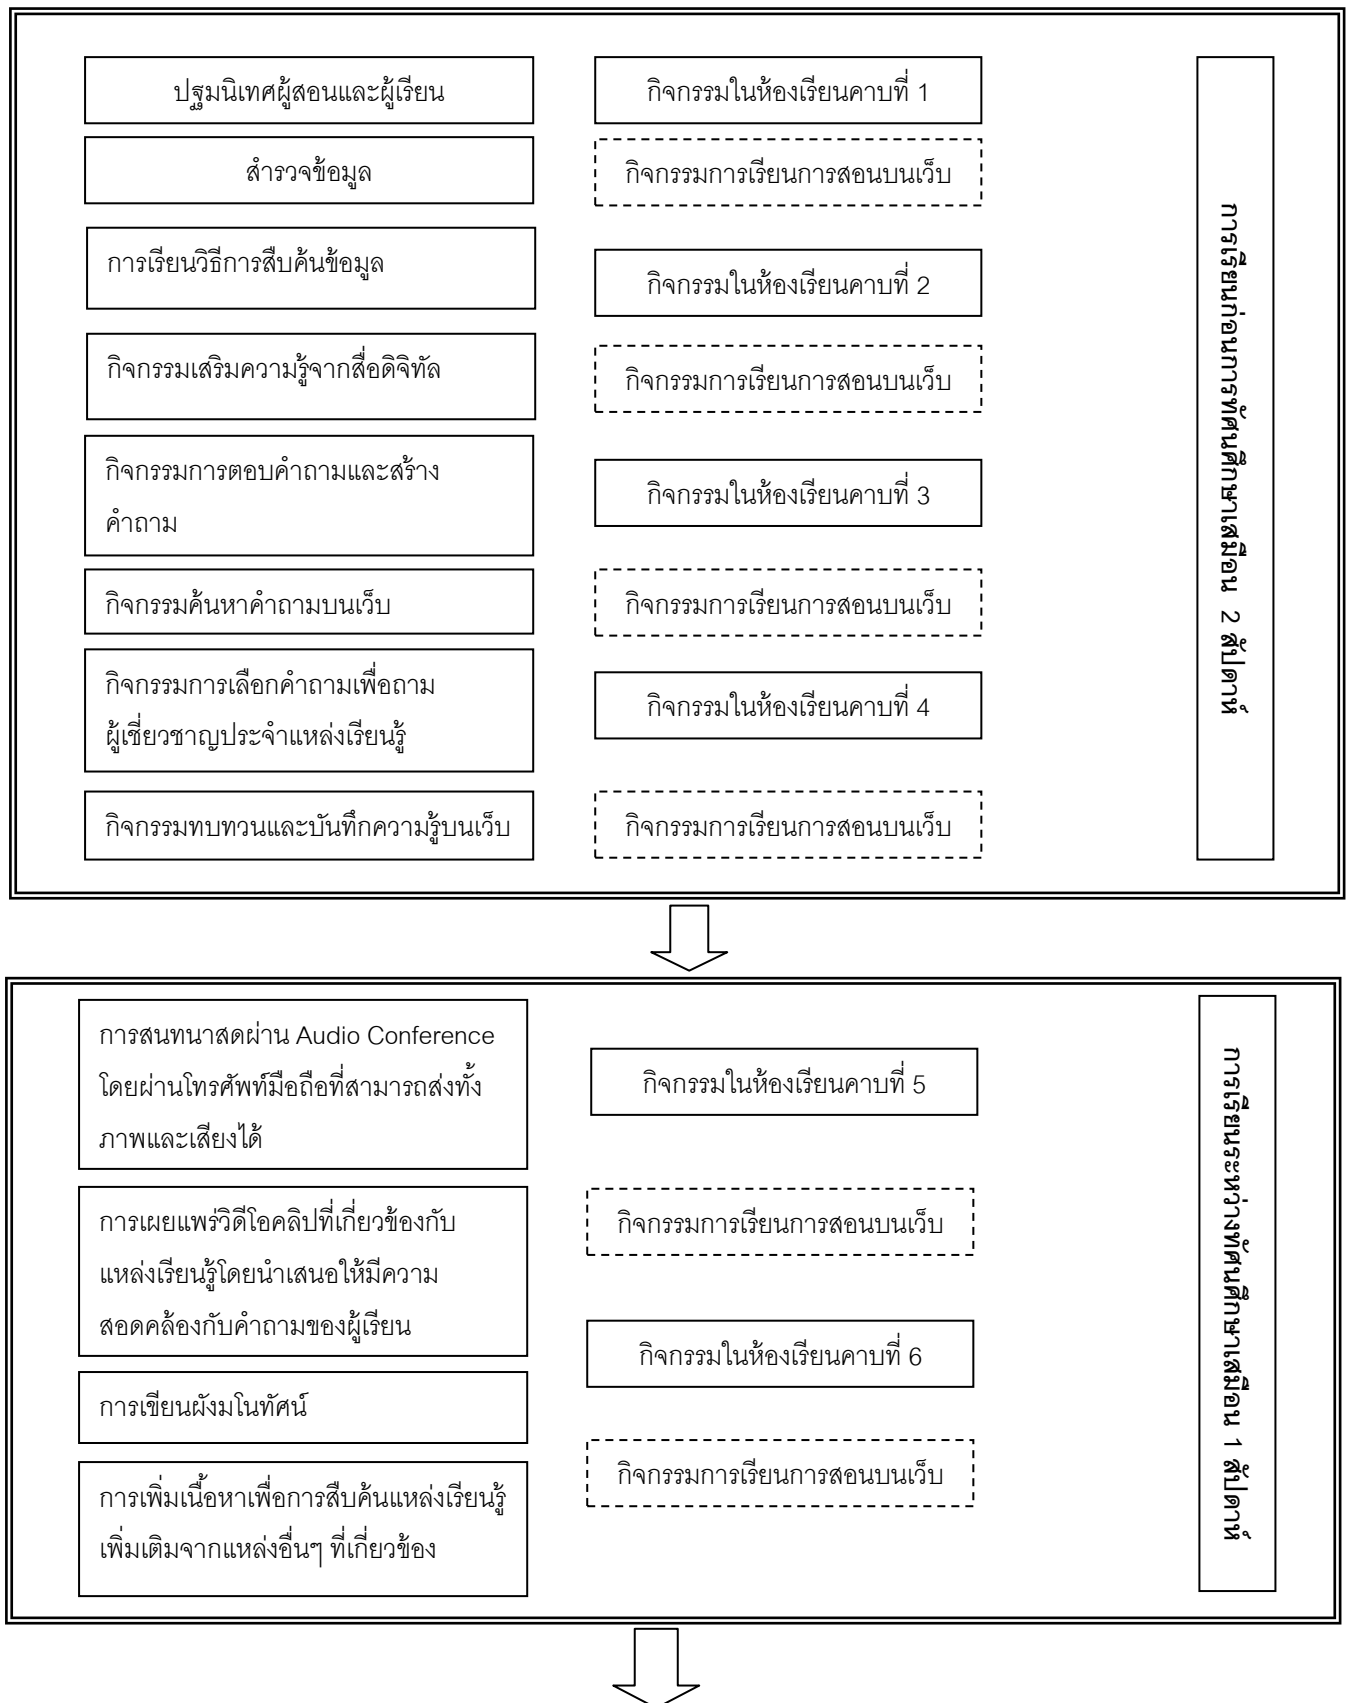 ปฐมนิเทศผู้สอนและผู้เรียน
กิจกรรมในห้องเรียนคาบที่ 1
สำรวจข้อมูล
กิจกรรมการเรียนการสอนบนเว็บ
การเรียนวิธีการสืบค้นข้อมูล
กิจกรรมในห้องเรียนคาบที่ 2
กิจกรรมเสริมความรู้จากสื่อดิจิทัล
กิจกรรมการเรียนการสอนบนเว็บ
กิจกรรมการตอบคำถามและสร้าง
คำถาม
กิจกรรมในห้องเรียนคาบที่ 3
กิจกรรมค้นหาคำถามบนเว็บ
กิจกรรมการเรียนการสอนบนเว็บ
กิจกรรมการเลือกคำถามเพื่อถาม
ผู้เชี่ยวชาญประจำแหล่งเรียนรู้
กิจกรรมในห้องเรียนคาบที่ 4
กิจกรรมทบทวนและบันทึกความรู้บนเว็บ
กิจกรรมการเรียนการสอนบนเว็บ
การเรียนก่อนการทัศนศึกษาเสมือน 2 สัปดาห์
การสนทนาสดผ่าน Audio Conference
โดยผ่านโทรศัพท์มือถือที่สามารถส่งทั้ง
ภาพและเสียงได้
กิจกรรมในห้องเรียนคาบที่ 5
การเผยแพร่วิดีโอคลิปที่เกี่ยวข้องกับ
แหล่งเรียนรู้โดยนำเสนอให้มีความ
สอดคล้องกับคำถามของผู้เรียน
กิจกรรมการเรียนการสอนบนเว็บ
กิจกรรมในห้องเรียนคาบที่ 6
การเขียนผังมโนทัศน์
การเพิ่มเนื้อหาเพื่อการสืบค้นแหล่งเรียนรู้
เพิ่มเติมจากแหล่งอื่นๆ ที่เกี่ยวข้อง
กิจกรรมการเรียนการสอนบนเว็บ
การเรียนระหว่างทัศนศึกษาเสมือน 1 สัปดาห์